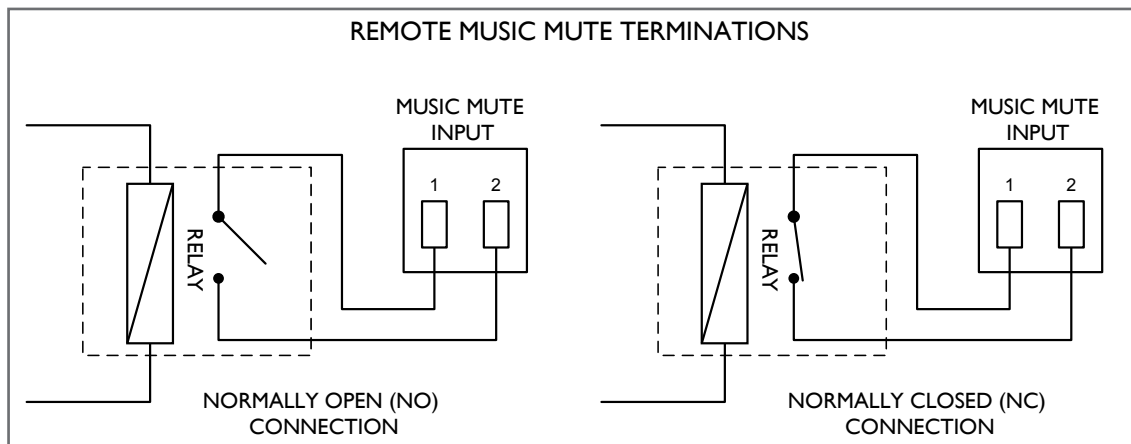 REMOTE MUSIC MUTE TERMINATIONS
MUSIC MUTE
INPUT
1 2
RELAY
NORMALLY OPEN (NO)
CONNECTION
MUSIC MUTE
INPUT
1 2
RELAY
NORMALLY CLOSED (NC)
CONNECTION